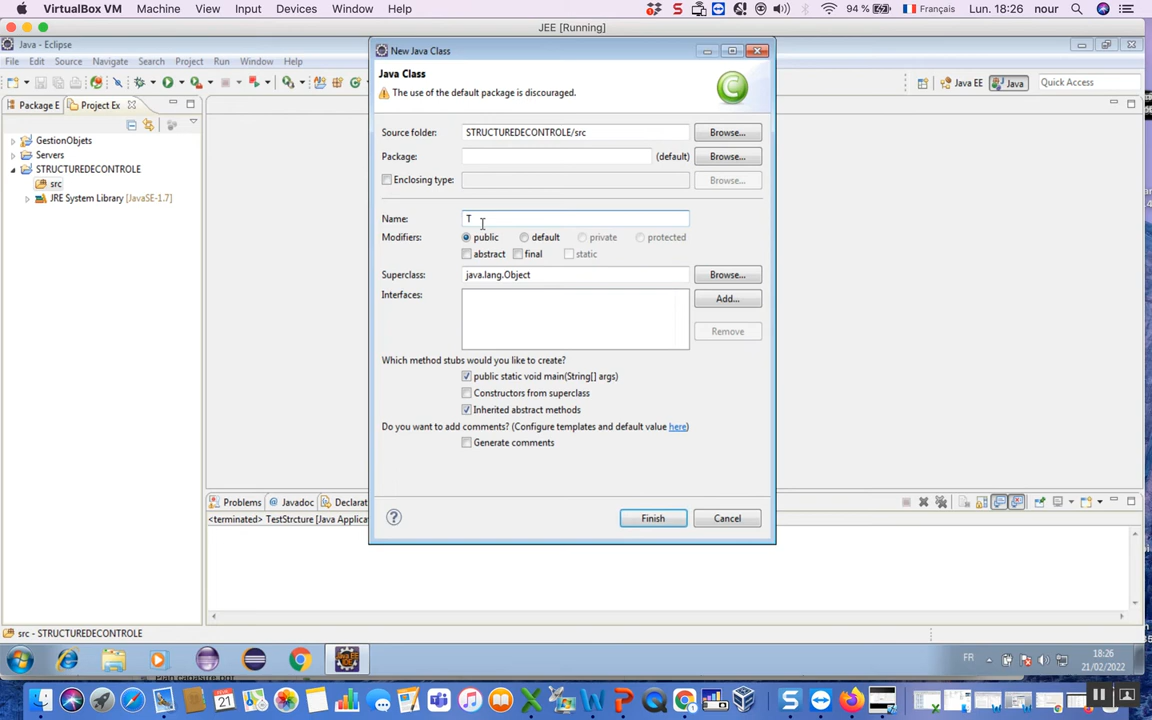 VirtualBox VM Machine View Input Devices Window Help 94 % Français Lun. 18:26 nour
JEE [Running]
Java - Eclipse
File Edit Source Navigate Search Project Run Window Help
Java EE Java Quick Access
Package E Project Ex
GestionObjets
Servers
STRUCTUREDECONTROLE
src
JRE System Library [JavaSE-1.7]
New Java Class
Java Class
The use of the default package is discouraged.
Source folder: STRUCTUREDECONTROLE/src Browse...
Package: (default) Browse...
Enclosing type: Browse...
Name: T
Modifiers: public default private protected
abstract final static
Superclass: java.lang.Object Browse...
Interfaces: Add...
Remove
Which method stubs would you like to create?
public static void main(String[] args)
Constructors from superclass
Inherited abstract methods
Do you want to add comments? (Configure templates and default value here)
Generate comments
Finish Cancel
Problems Javadoc Declarat
<terminated> TestStrcture [Java Applica
src - STRUCTUREDECONTROLE
FR 18:26
21/02/2022
Plan cadastre.pdf